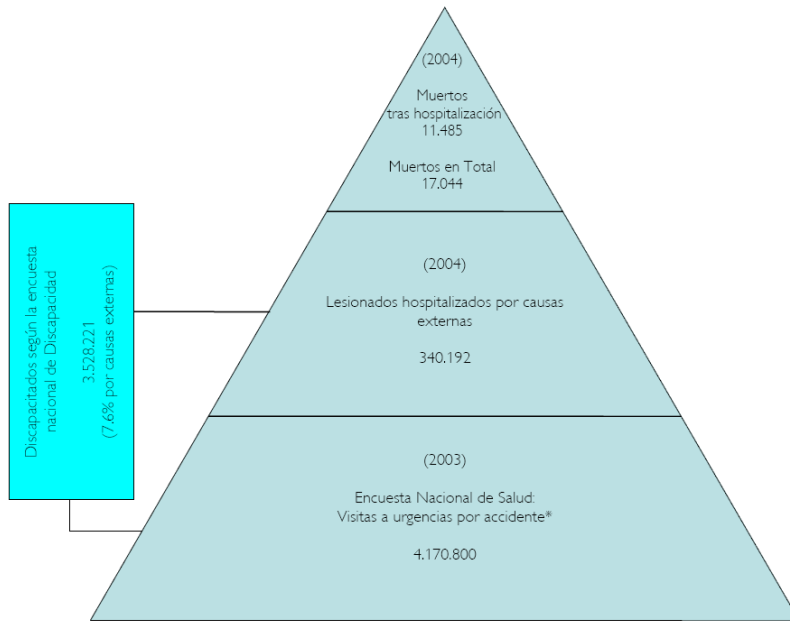 (2004)
Muertos
tras hospitalización
11.485
Muertos en Total
17.044
(2004)
Lesionados hospitalizados por causas
externas
340.192
(2003)
Encuesta Nacional de Salud:
Visitas a urgencias por accidente*
4.170.800
Discapacitados según la encuesta
nacional de Discapacidad
3.528.221
(7.6% por causas externas)